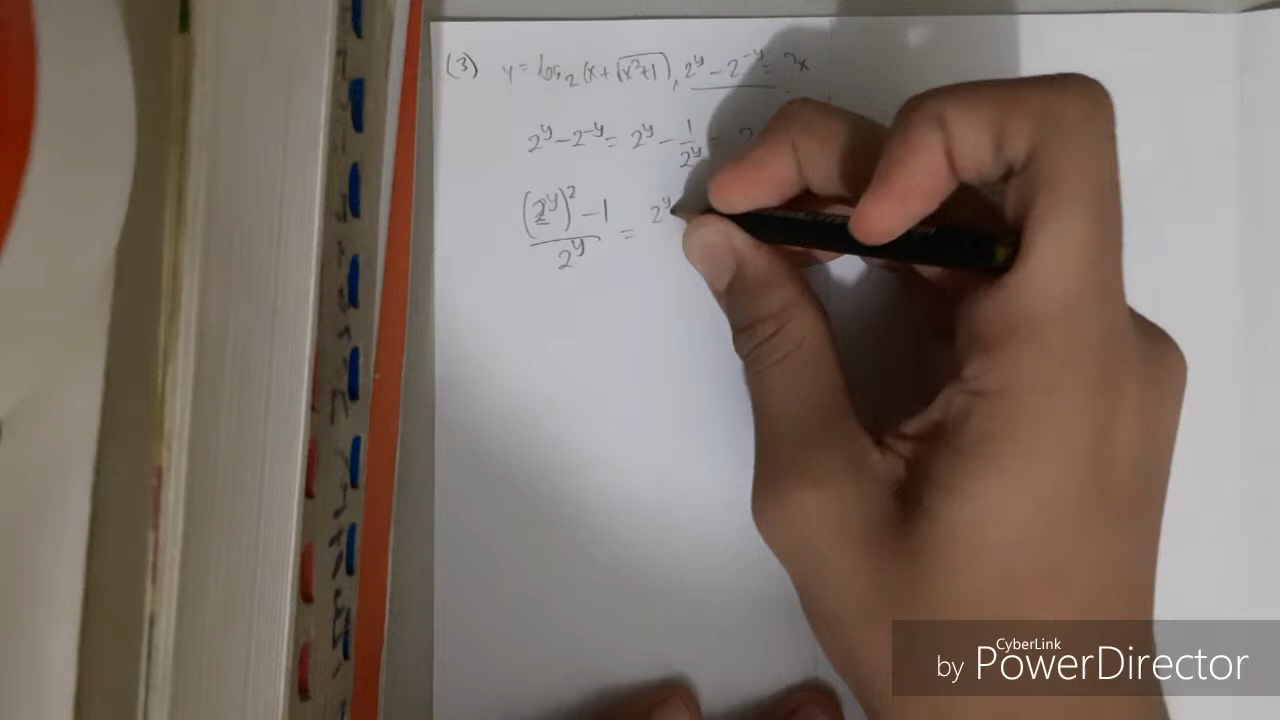 (3) y = log₂ (x + √x²+1), 2^y − 2^-y = ?x
2^y − 2^-y = 2^y − 1/2^y =
(2^y)² − 1 / 2^y = 2^y
by CyberLink PowerDirector